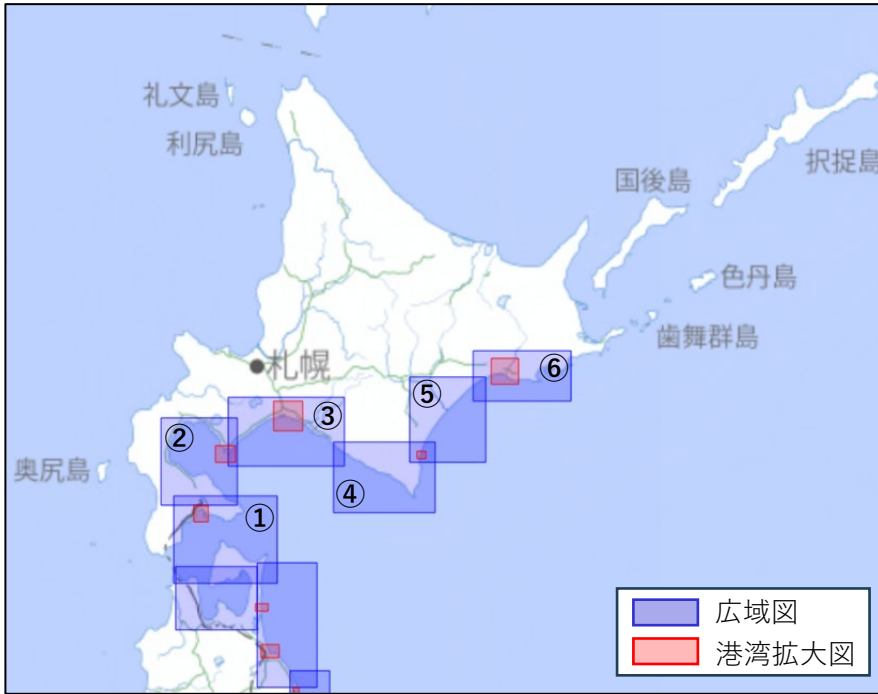 礼文島
利尻島
国後島
択捉島
色丹島
歯舞群島
札幌
⑥
⑤
③
②
奥尻島
④
①
広域図
港湾拡大図